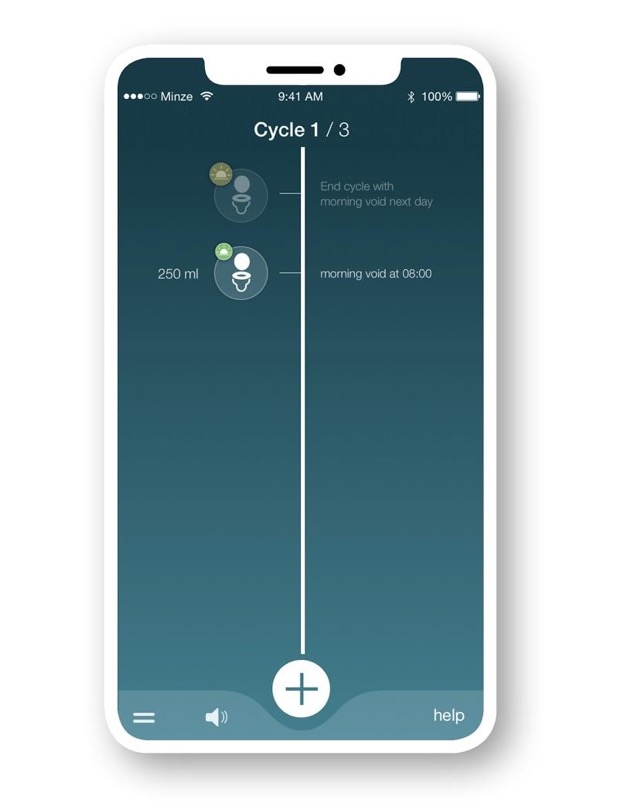 Minze 9:41 AM 100%
Cycle 1 / 3
End cycle with
morning void next day
250 ml
morning void at 08:00
help